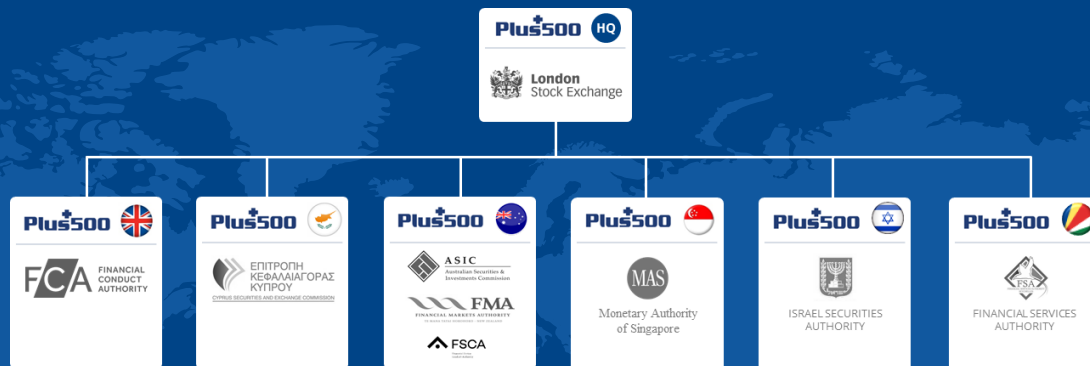 Plus500 HQ
London
Stock Exchange
Plus500
FCA FINANCIAL
CONDUCT
AUTHORITY
Plus500
ΕΠΙΤΡΟΠΗ
ΚΕΦΑΛΑΙΑΓΟΡΑΣ
ΚΥΠΡΟΥ
CYPRUS SECURITIES AND EXCHANGE COMMISSION
Plus500
ASIC
Australian Securities &
Investments Commission
FMA
FINANCIAL MARKETS AUTHORITY
FSCA
Plus500
MAS
Monetary Authority
of Singapore
Plus500
ISRAEL SECURITIES
AUTHORITY
Plus500
FSA
FINANCIAL SERVICES
AUTHORITY